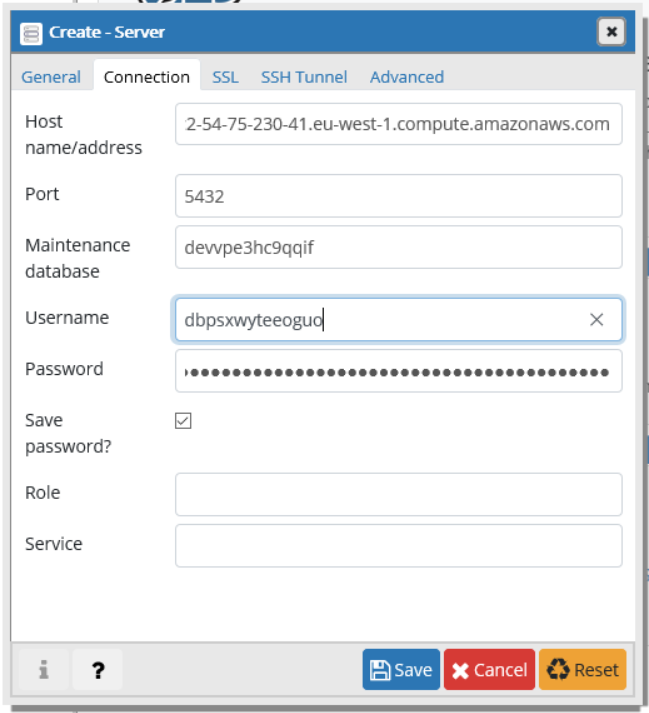 Create - Server
General Connection SSL SSH Tunnel Advanced
Host
name/address
2-54-75-230-41.eu-west-1.compute.amazonaws.com
Port
5432
Maintenance
database
devvpe3hc9qqif
Username
dbpsxwyteeoguo
Password
Save
password?
Role
Service
i ? Save Cancel Reset